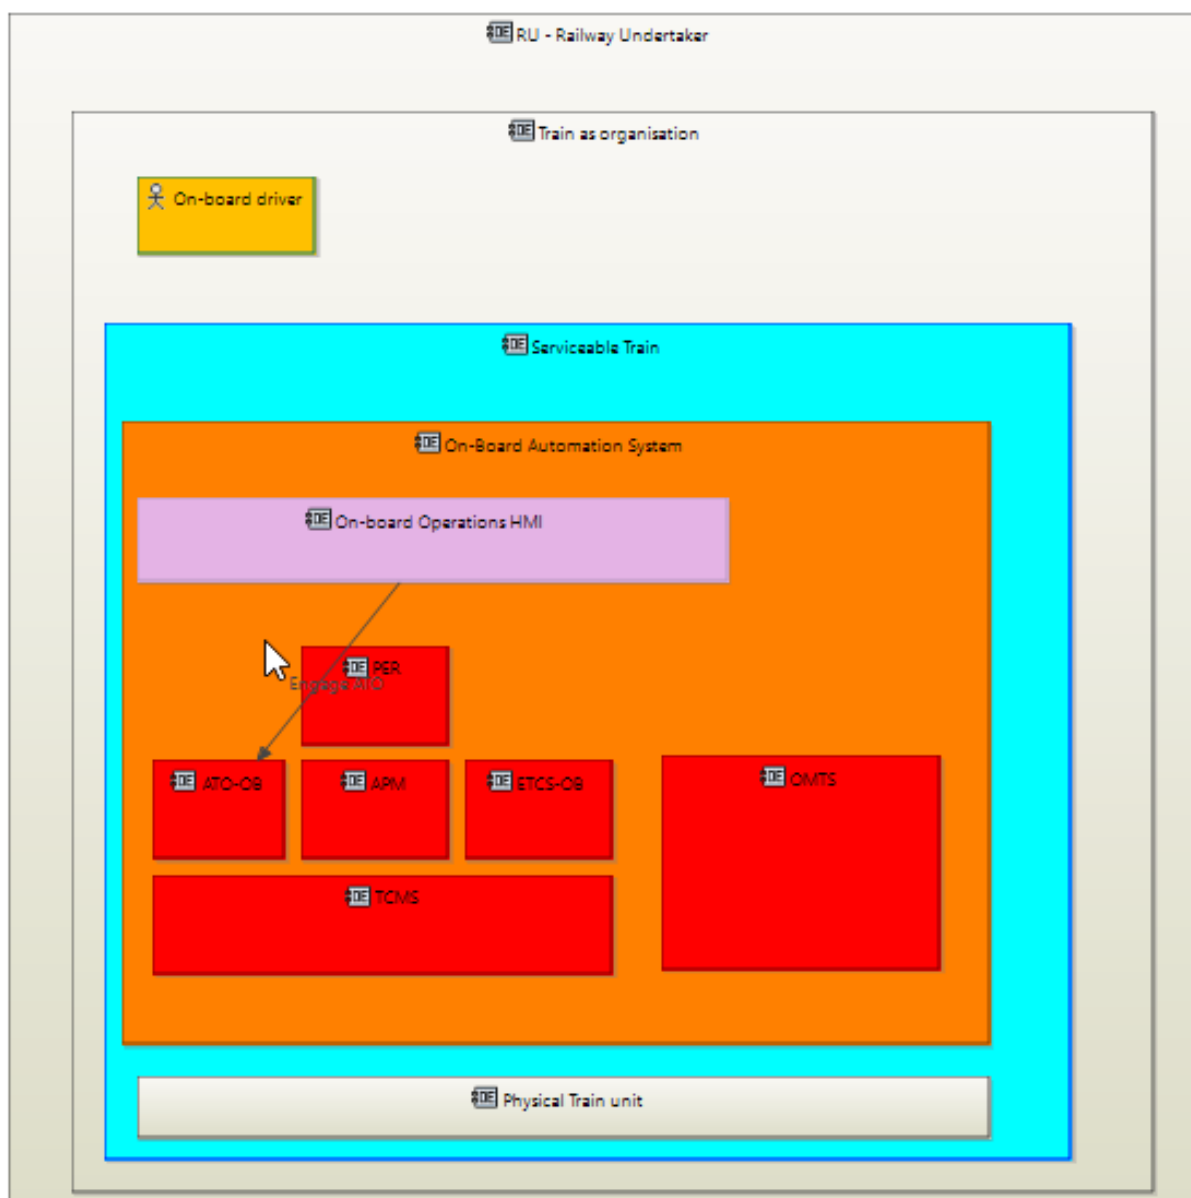 RU - Railway Undertaker
Train as organisation
On-board driver
Serviceable Train
On-Board Automation System
On-board Operations HMI
PER
Engage ATO
ATO-OB
APM
ETCS-OB
OMTS
TCMS
Physical Train unit